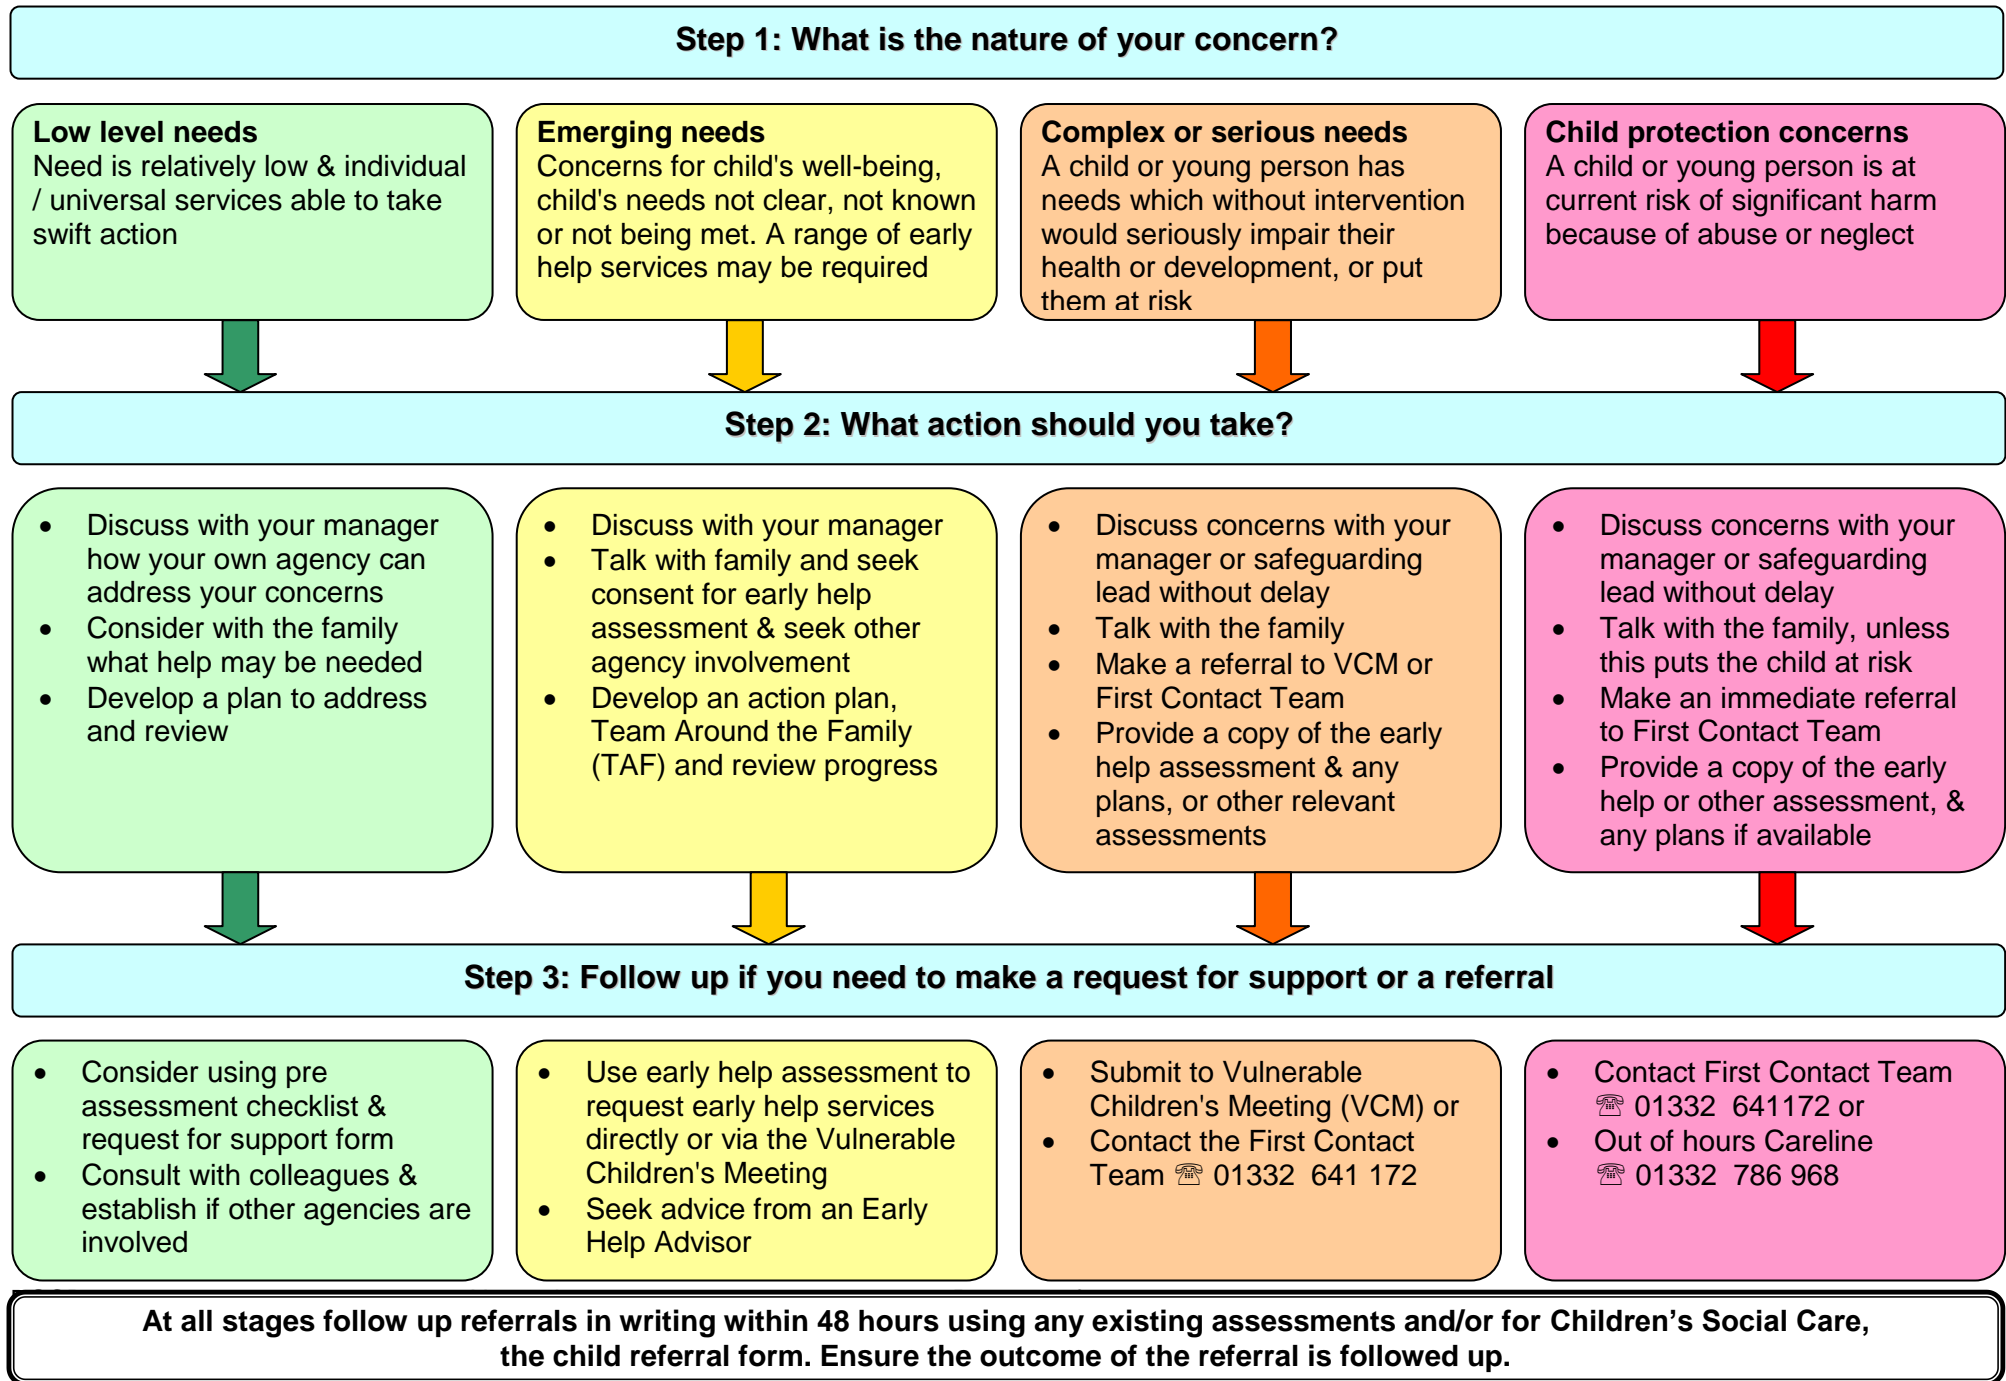 Step 1: What is the nature of your concern?
Low level needs
Need is relatively low & individual
/ universal services able to take
swift action
Emerging needs
Concerns for child's well-being,
child's needs not clear, not known
or not being met. A range of early
help services may be required
Complex or serious needs
A child or young person has
needs which without intervention
would seriously impair their
health or development, or put
them at risk
Child protection concerns
A child or young person is at
current risk of significant harm
because of abuse or neglect
Step 2: What action should you take?
• Discuss with your manager
how your own agency can
address your concerns
• Consider with the family
what help may be needed
• Develop a plan to address
and review
• Discuss with your manager
• Talk with family and seek
consent for early help
assessment & seek other
agency involvement
• Develop an action plan,
Team Around the Family
(TAF) and review progress
• Discuss concerns with your
manager or safeguarding
lead without delay
• Talk with the family
• Make a referral to VCM or
First Contact Team
• Provide a copy of the early
help assessment & any
plans, or other relevant
assessments
• Discuss concerns with your
manager or safeguarding
lead without delay
• Talk with the family, unless
this puts the child at risk
• Make an immediate referral
to First Contact Team
• Provide a copy of the early
help or other assessment, &
any plans if available
Step 3: Follow up if you need to make a request for support or a referral
• Consider using pre
assessment checklist &
request for support form
• Consult with colleagues &
establish if other agencies are
involved
• Use early help assessment to
request early help services
directly or via the Vulnerable
Children's Meeting
• Seek advice from an Early
Help Advisor
• Submit to Vulnerable
Children's Meeting (VCM) or
• Contact the First Contact
Team ☏ 01332 641 172
• Contact First Contact Team
☏ 01332 641172 or
• Out of hours Careline
☏ 01332 786 968
At all stages follow up referrals in writing within 48 hours using any existing assessments and/or for Children’s Social Care,
the child referral form. Ensure the outcome of the referral is followed up.